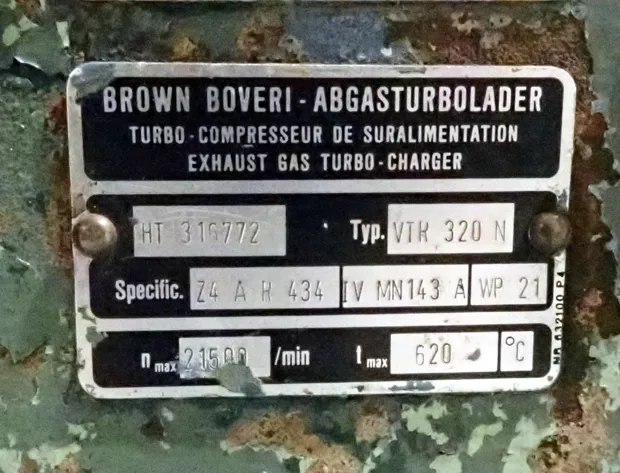 BROWN BOVERI - ABGASTURBOLADER
TURBO - COMPRESSEUR DE SURALIMENTATION
EXHAUST GAS TURBO - CHARGER
HT 316772 Typ. VTR 320 N
Specific. Z4 A R 434 IV MN143 A WP 21
n max 21500 /min t max 620 °C